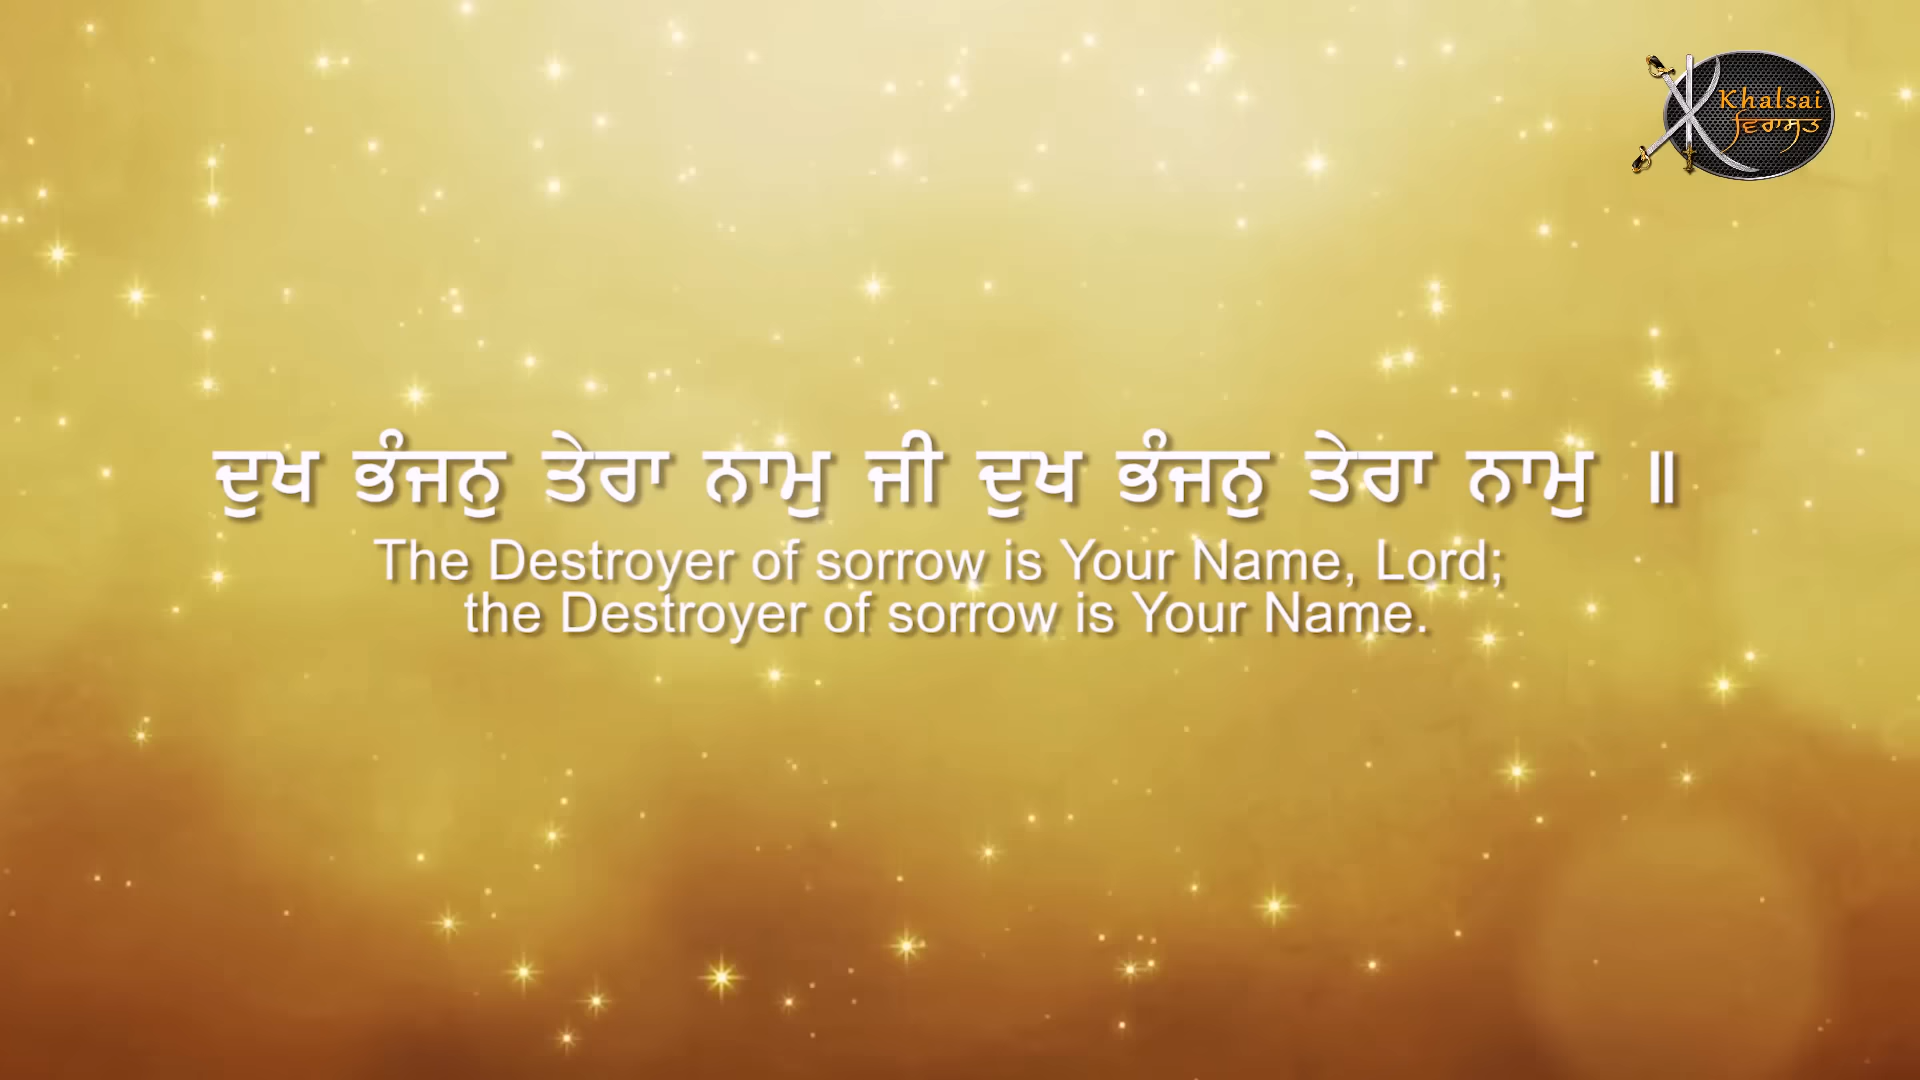 Khalsai
ਵਿਰਾਸਤ
ਦੁਖ ਭੰਜਨੁ ਤੇਰਾ ਨਾਮੁ ਜੀ ਦੁਖ ਭੰਜਨੁ ਤੇਰਾ ਨਾਮੁ ॥
The Destroyer of sorrow is Your Name, Lord;
the Destroyer of sorrow is Your Name.